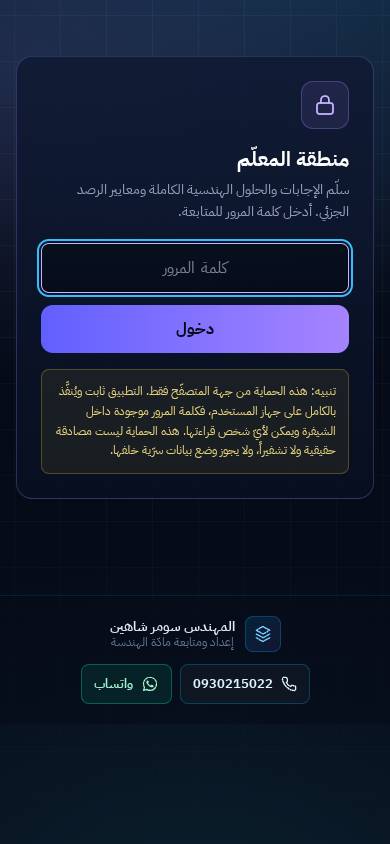 منطقة المعلّم
سلّم الإجابات والحلول الهندسية الكاملة ومعايير الرصد
الجزئي. أدخل كلمة المرور للمتابعة.
كلمة المرور
دخول
تنبيه: هذه الحماية من جهة المتصفّح فقط. التطبيق ثابت ويُنفَّذ
بالكامل على جهاز المستخدم، فكلمة المرور موجودة داخل
الشيفرة ويمكن لأيّ شخص قراءتها. هذه الحماية ليست مصادقة
حقيقية ولا تشفيراً، ولا يجوز وضع بيانات سرّية خلفها.
المهندس سومر شاهين
إعداد ومتابعة مادّة الهندسة
0930215022
واتساب